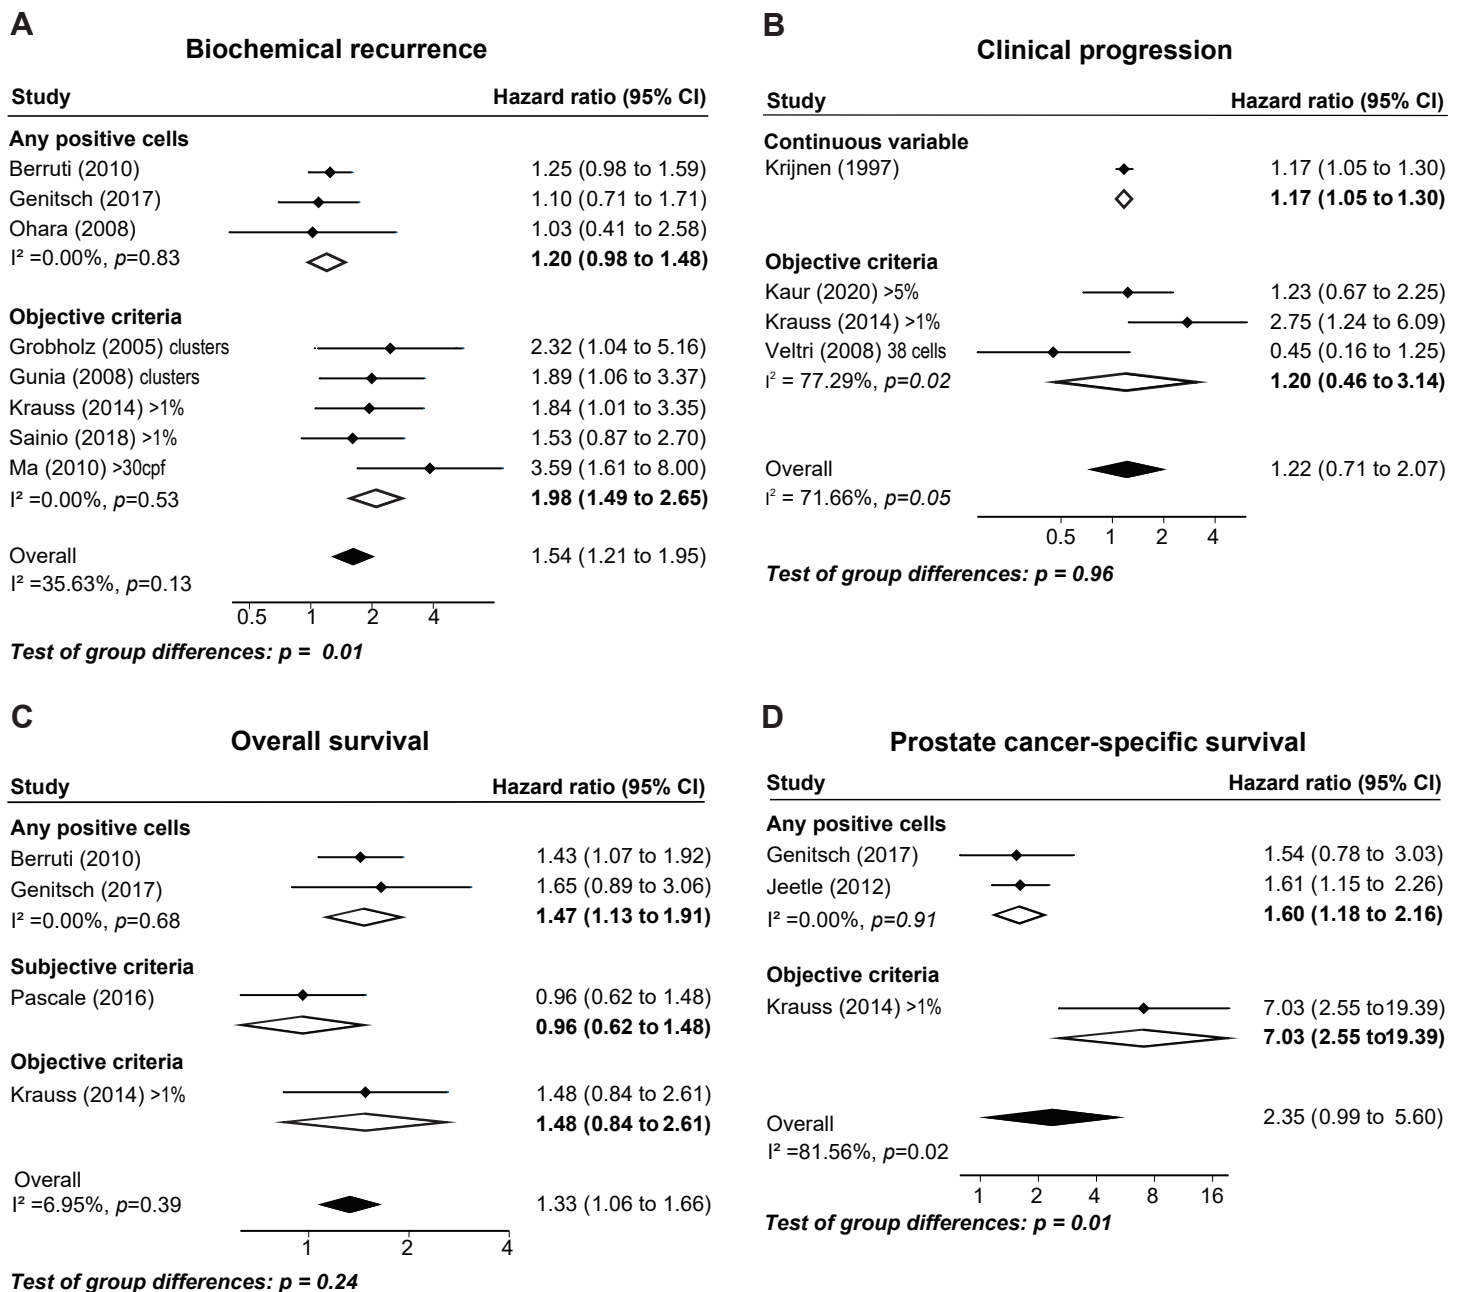 A
Biochemical recurrence
Study Hazard ratio (95% CI)
Any positive cells
Berruti (2010) 1.25 (0.98 to 1.59)
Genitsch (2017) 1.10 (0.71 to 1.71)
Ohara (2008) 1.03 (0.41 to 2.58)
I² =0.00%, p=0.83 1.20 (0.98 to 1.48)
Objective criteria
Grobholz (2005) clusters 2.32 (1.04 to 5.16)
Gunia (2008) clusters 1.89 (1.06 to 3.37)
Krauss (2014) >1% 1.84 (1.01 to 3.35)
Sainio (2018) >1% 1.53 (0.87 to 2.70)
Ma (2010) >30cpf 3.59 (1.61 to 8.00)
I² =0.00%, p=0.53 1.98 (1.49 to 2.65)
Overall 1.54 (1.21 to 1.95)
I² =35.63%, p=0.13
0.5 1 2 4
Test of group differences: p = 0.01
B
Clinical progression
Study Hazard ratio (95% CI)
Continuous variable
Krijnen (1997) 1.17 (1.05 to 1.30)
1.17 (1.05 to 1.30)
Objective criteria
Kaur (2020) >5% 1.23 (0.67 to 2.25)
Krauss (2014) >1% 2.75 (1.24 to 6.09)
Veltri (2008) 38 cells 0.45 (0.16 to 1.25)
I² = 77.29%, p=0.02 1.20 (0.46 to 3.14)
Overall 1.22 (0.71 to 2.07)
I² = 71.66%, p=0.05
0.5 1 2 4
Test of group differences: p = 0.96
C
Overall survival
Study Hazard ratio (95% CI)
Any positive cells
Berruti (2010) 1.43 (1.07 to 1.92)
Genitsch (2017) 1.65 (0.89 to 3.06)
I² =0.00%, p=0.68 1.47 (1.13 to 1.91)
Subjective criteria
Pascale (2016) 0.96 (0.62 to 1.48)
0.96 (0.62 to 1.48)
Objective criteria
Krauss (2014) >1% 1.48 (0.84 to 2.61)
1.48 (0.84 to 2.61)
Overall
I² =6.95%, p=0.39 1.33 (1.06 to 1.66)
1 2 4
Test of group differences: p = 0.24
D
Prostate cancer-specific survival
Study Hazard ratio (95% CI)
Any positive cells
Genitsch (2017) 1.54 (0.78 to 3.03)
Jeetle (2012) 1.61 (1.15 to 2.26)
I² =0.00%, p=0.91 1.60 (1.18 to 2.16)
Objective criteria
Krauss (2014) >1% 7.03 (2.55 to19.39)
7.03 (2.55 to19.39)
Overall 2.35 (0.99 to 5.60)
I² =81.56%, p=0.02
1 2 4 8 16
Test of group differences: p = 0.01